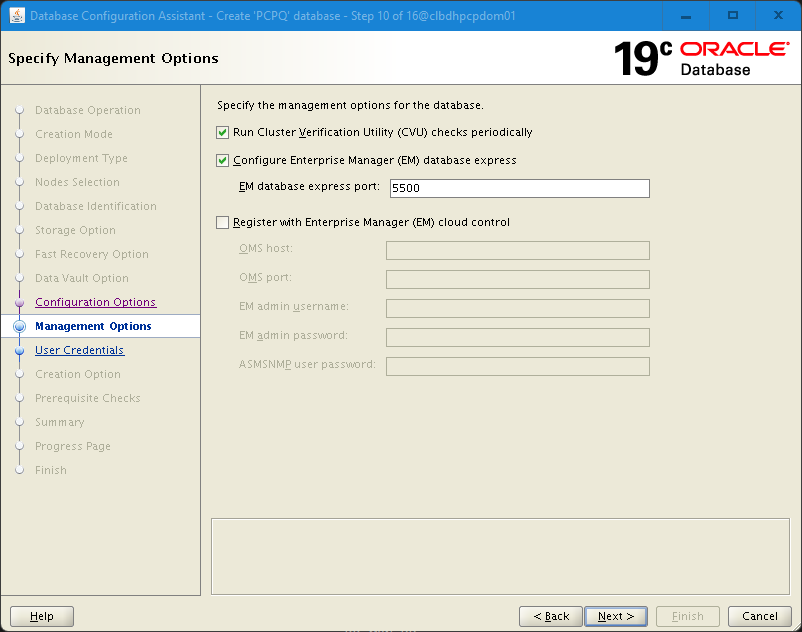 Database Configuration Assistant - Create 'PCPQ' database - Step 10 of 16@clbdhpcpdom01
Specify Management Options
19c ORACLE
Database
Database Operation
Creation Mode
Deployment Type
Nodes Selection
Database Identification
Storage Option
Fast Recovery Option
Data Vault Option
Configuration Options
Management Options
User Credentials
Creation Option
Prerequisite Checks
Summary
Progress Page
Finish
Specify the management options for the database.
Run Cluster Verification Utility (CVU) checks periodically
Configure Enterprise Manager (EM) database express
EM database express port: 5500
Register with Enterprise Manager (EM) cloud control
OMS host:
OMS port:
EM admin username:
EM admin password:
ASMSNMP user password:
Help
< Back
Next >
Finish
Cancel